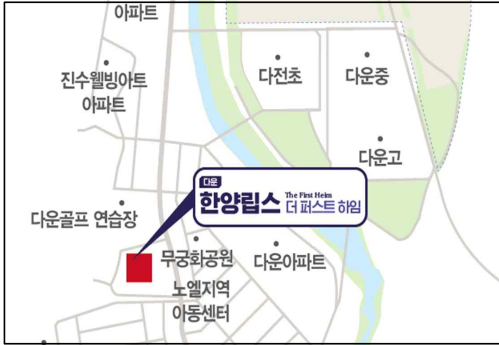 아파트
진수웰빙아트
아파트
다전초
다운중
다운고
다운
한양립스 The First Heim
더 퍼스트 하임
다운골프 연습장
무궁화공원
다운아파트
노엘지역
아동센터